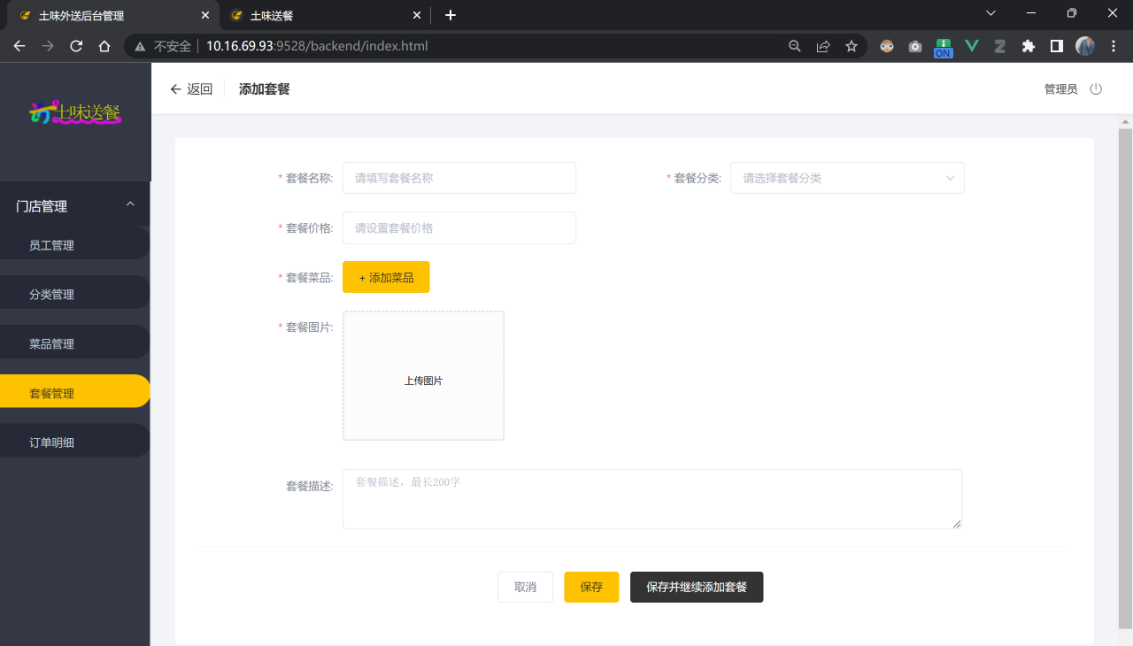 土味外送后台管理
土味送餐
不安全 10.16.69.93:9528/backend/index.html
ON
土味送餐
返回 添加套餐
管理员
门店管理
员工管理
分类管理
菜品管理
套餐管理
订单明细
* 套餐名称: 请填写套餐名称
* 套餐分类: 请选择套餐分类
* 套餐价格: 请设置套餐价格
* 套餐菜品: + 添加菜品
* 套餐图片:
上传图片
套餐描述: 套餐描述，最长200字
取消 保存 保存并继续添加套餐